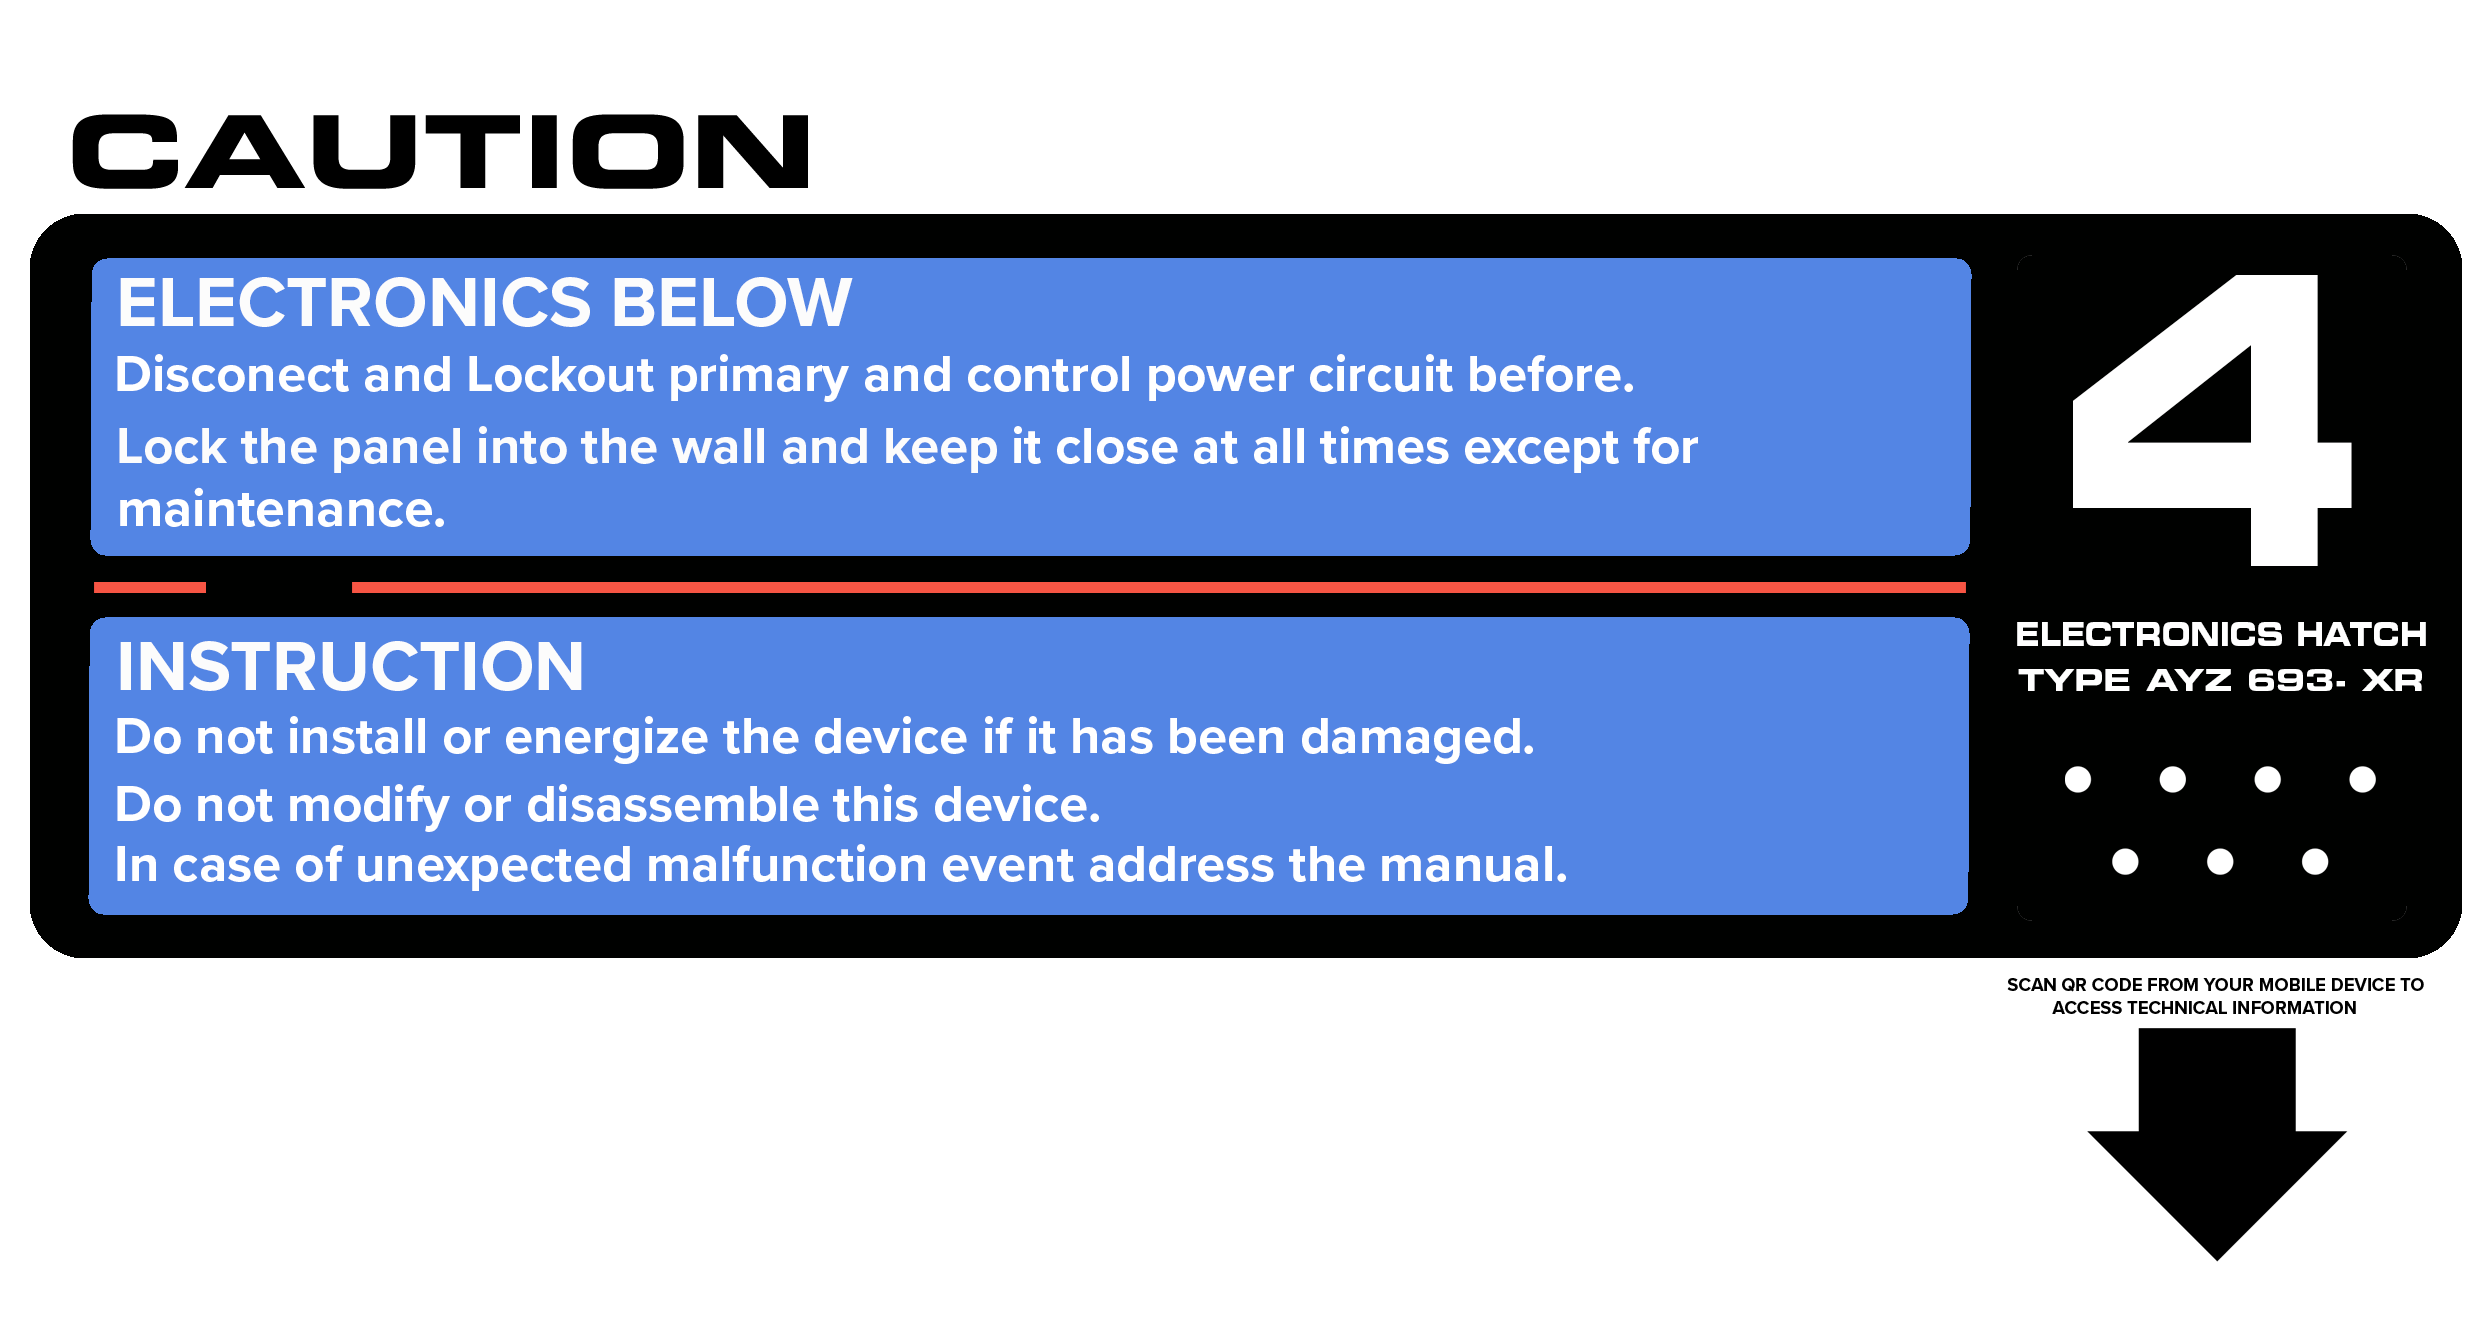 CAUTION
ELECTRONICS BELOW
Disconect and Lockout primary and control power circuit before.
Lock the panel into the wall and keep it close at all times except for
maintenance.
INSTRUCTION
Do not install or energize the device if it has been damaged.
Do not modify or disassemble this device.
In case of unexpected malfunction event address the manual.
4
ELECTRONICS HATCH
TYPE AYZ 693- XR
SCAN QR CODE FROM YOUR MOBILE DEVICE TO
ACCESS TECHNICAL INFORMATION